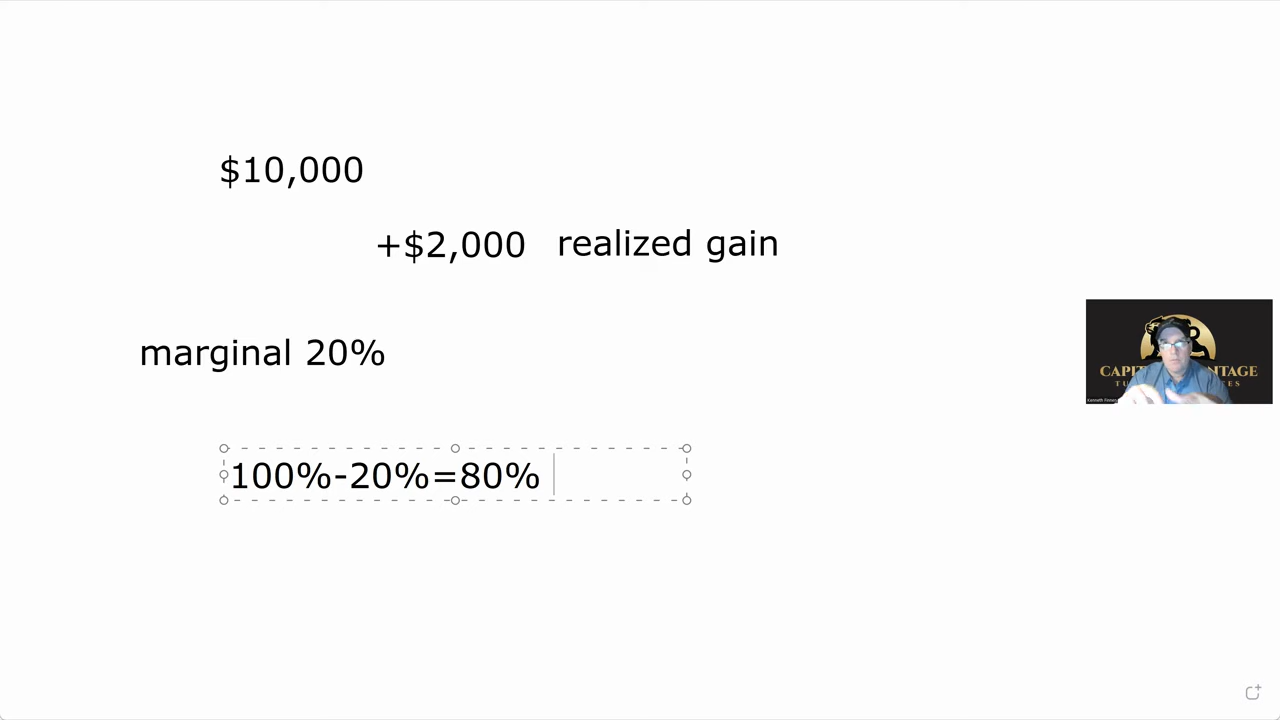 $10,000
+$2,000 realized gain
marginal 20%
100%-20%=80%